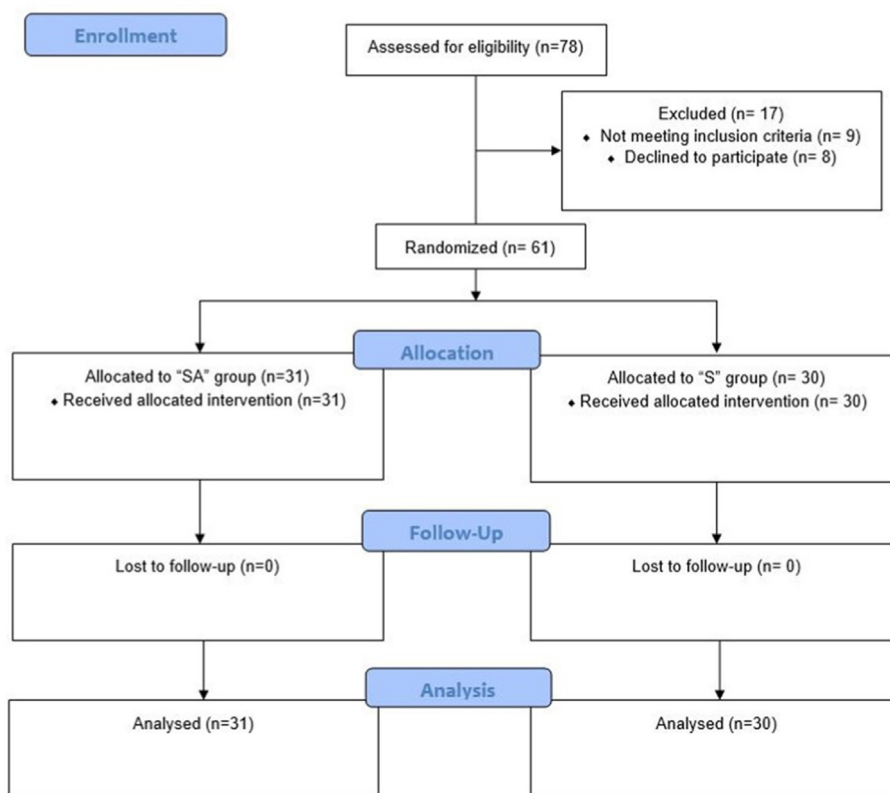 Enrollment
Assessed for eligibility (n=78)
Excluded (n= 17)
⬥ Not meeting inclusion criteria (n= 9)
⬥ Declined to participate (n= 8)
Randomized (n= 61)
Allocation
Allocated to “SA” group (n=31)
⬥ Received allocated intervention (n=31)
Allocated to “S” group (n= 30)
⬥ Received allocated intervention (n= 30)
Follow-Up
Lost to follow-up (n=0)
Lost to follow-up (n= 0)
Analysis
Analysed (n=31)
Analysed (n=30)